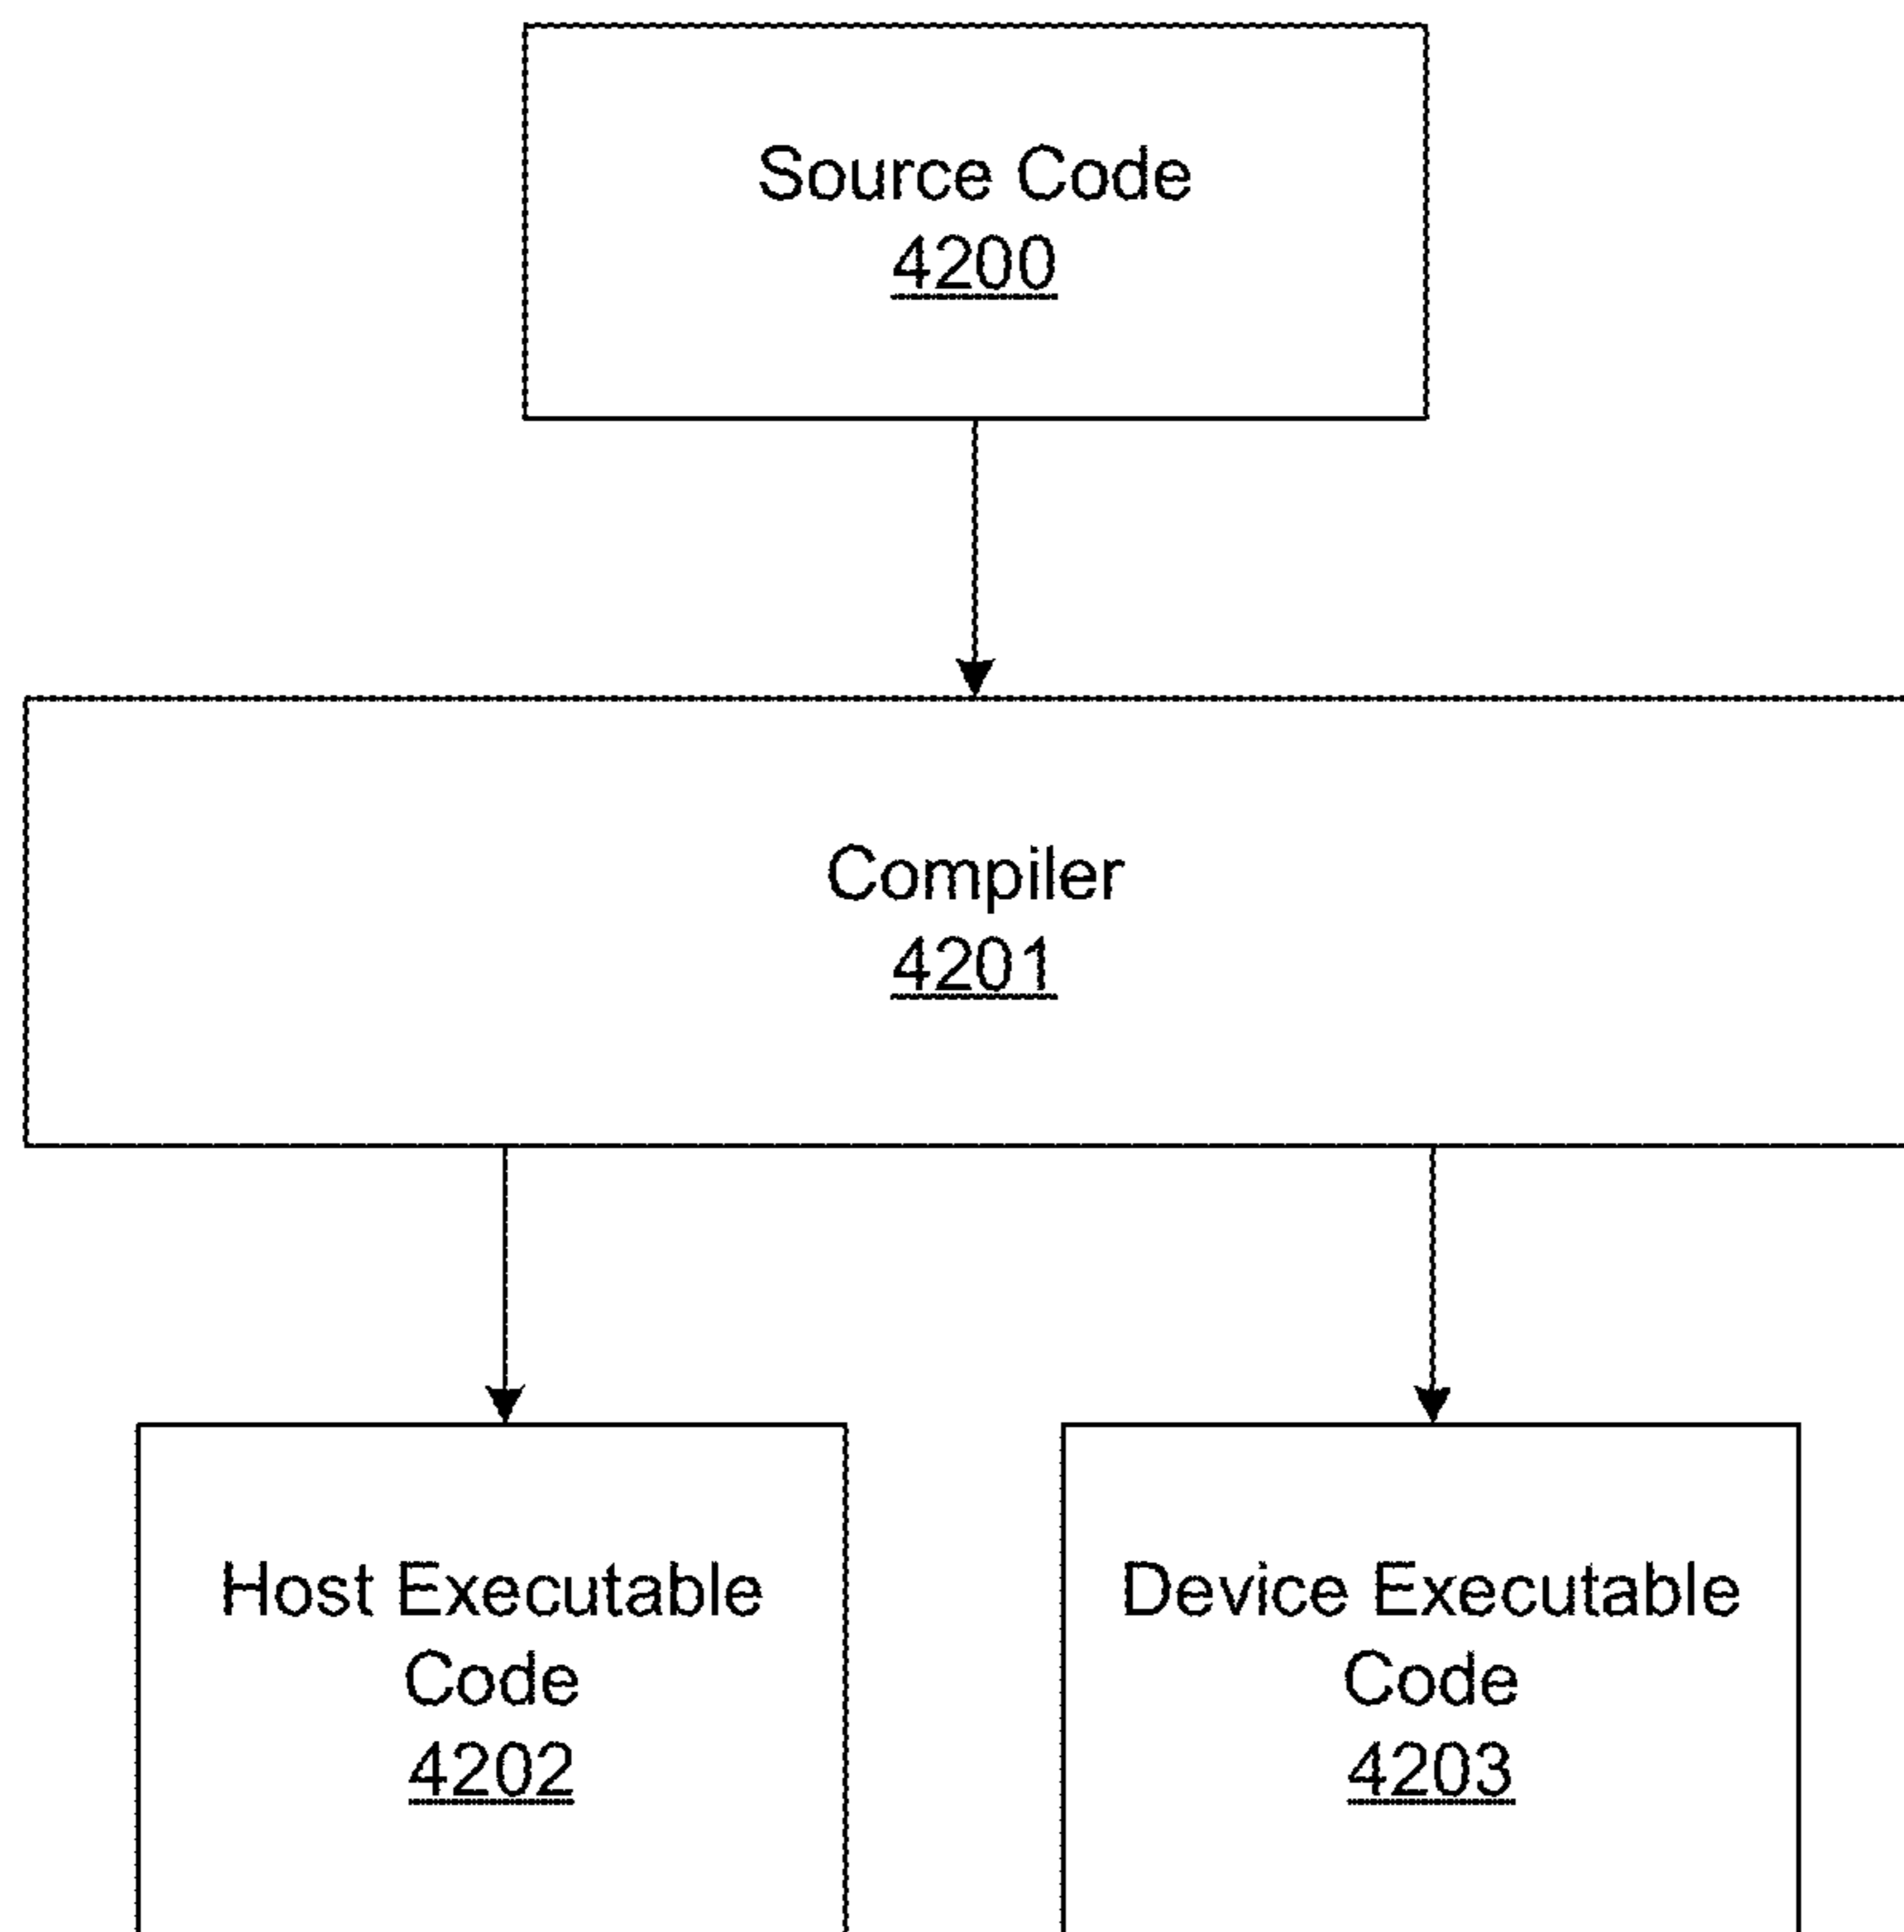 Source Code
4200
Compiler
4201
Host Executable
Code
4202
Device Executable
Code
4203